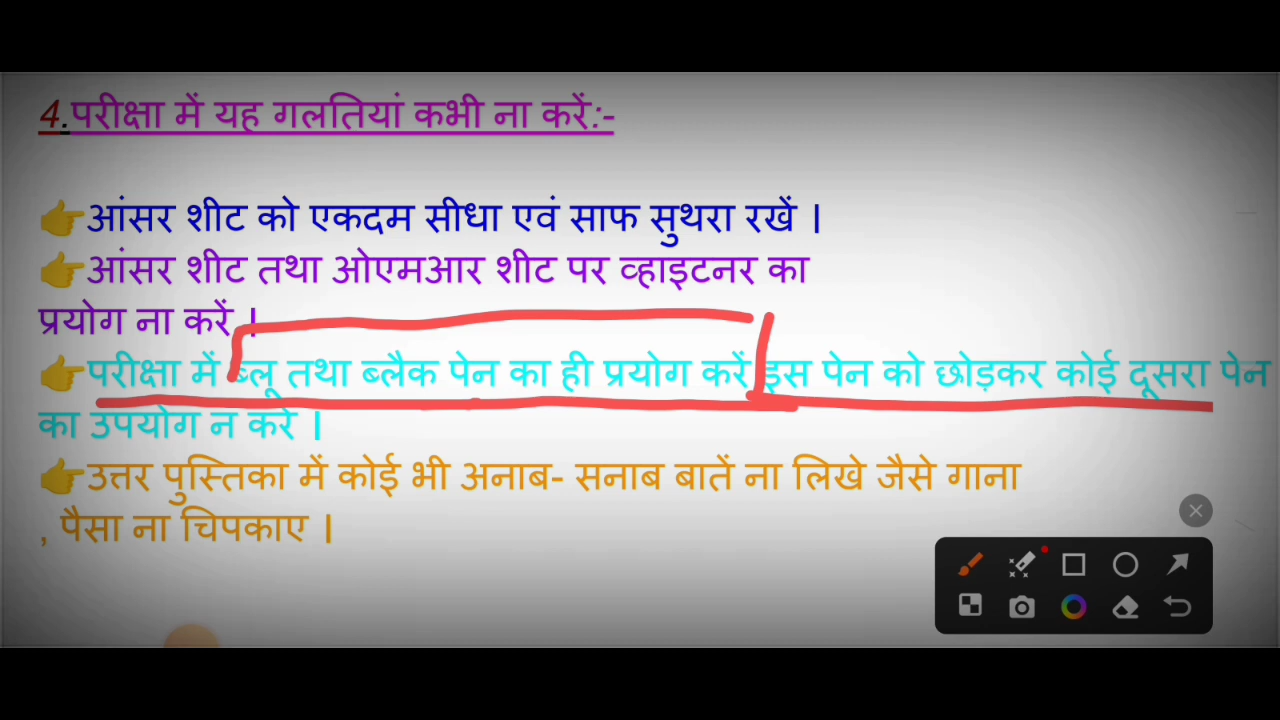 4.परीक्षा में यह गलतियां कभी ना करें:-
👉आंसर शीट को एकदम सीधा एवं साफ सुथरा रखें ।
👉आंसर शीट तथा ओएमआर शीट पर व्हाइटनर का
प्रयोग ना करें ।
👉परीक्षा में ब्लू तथा ब्लैक पेन का ही प्रयोग करें इस पेन को छोड़कर कोई दूसरा पेन
का उपयोग न करे ।
👉उत्तर पुस्तिका में कोई भी अनाब- सनाब बातें ना लिखे जैसे गाना
, पैसा ना चिपकाए ।